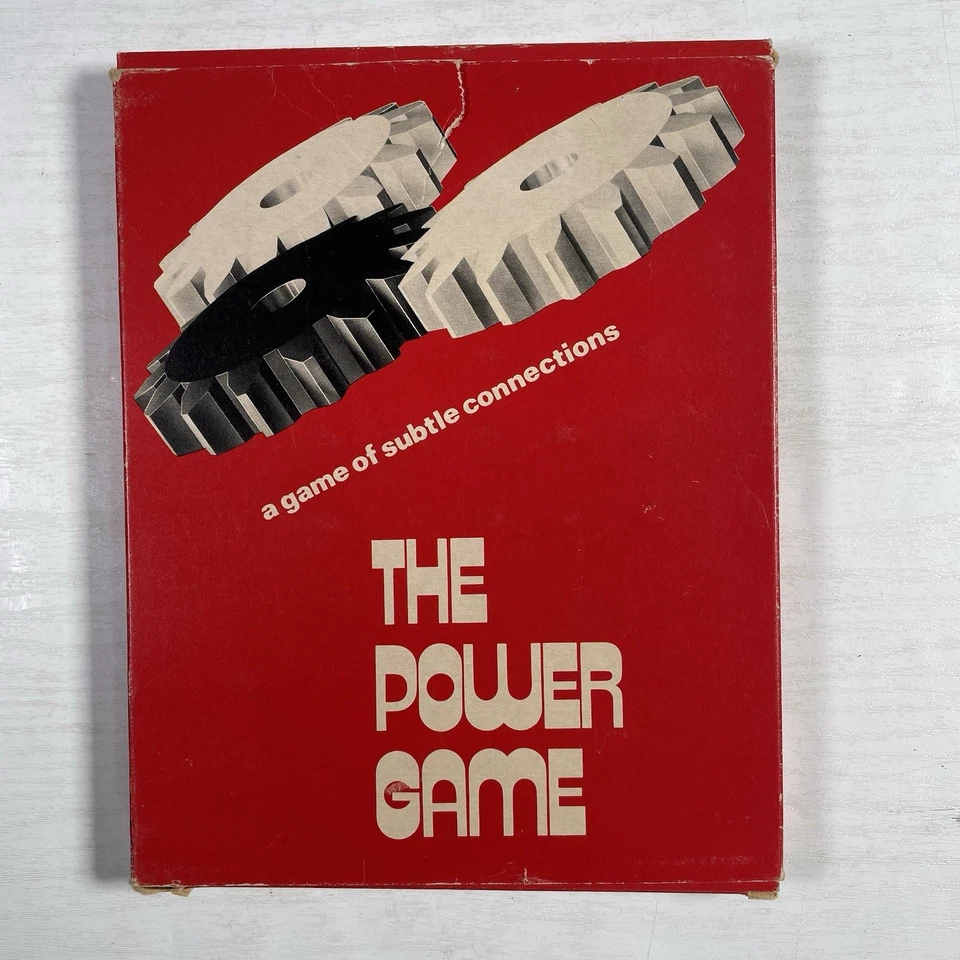 a game of subtle connections
THE
POWER
GAME